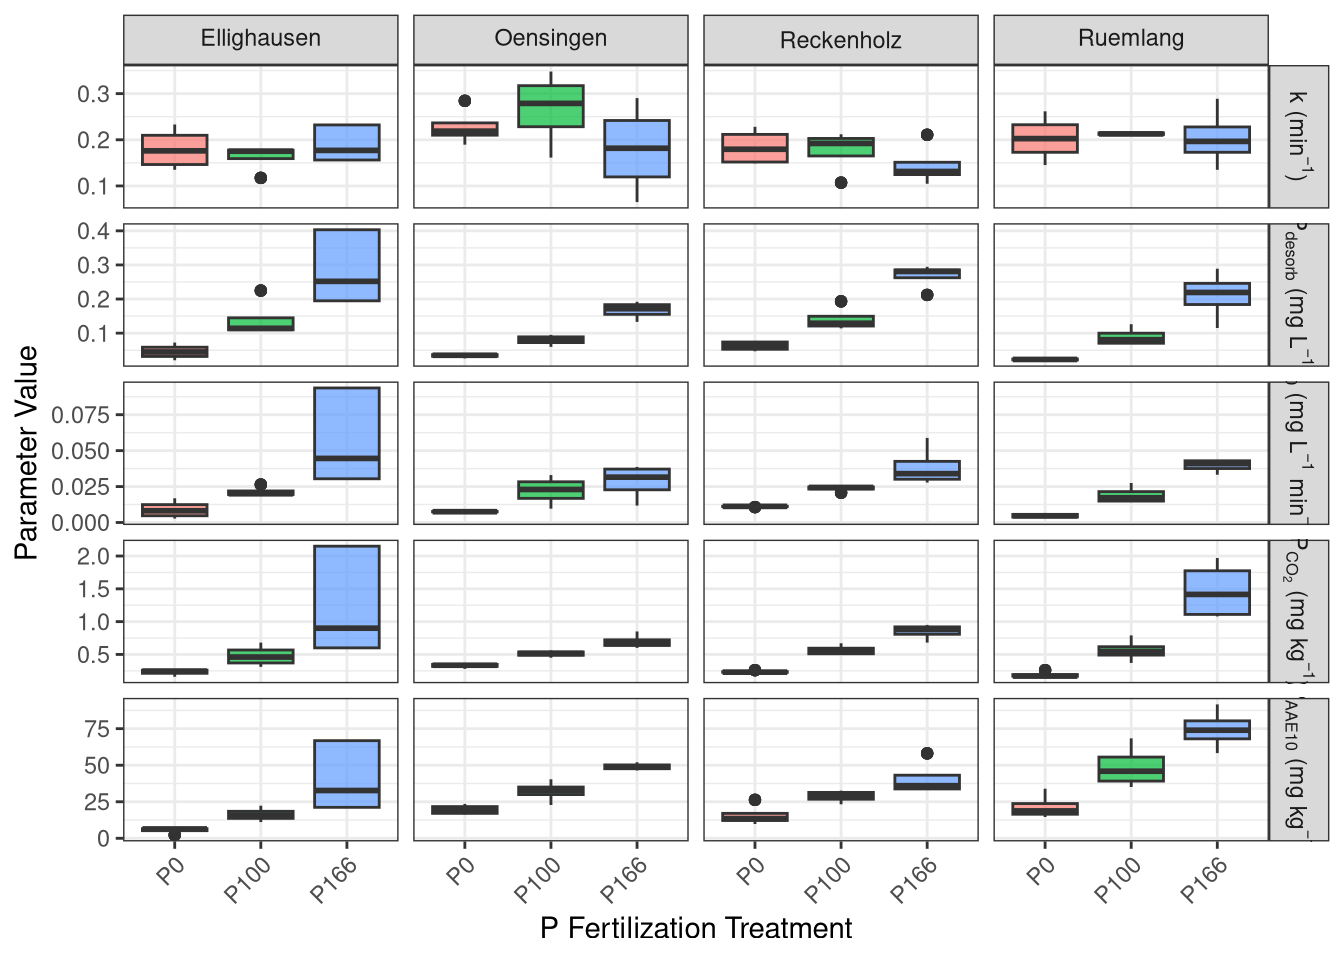 Ellighausen
Oensingen
Reckenholz
Ruemlang
0.3
0.2
0.1
k (min⁻¹)
0.4
0.3
0.2
0.1
desorb (mg L⁻¹
0.075
0.050
0.025
0.000
(mg L⁻¹ min⁻
2.0
1.5
1.0
0.5
P CO₂ (mg kg⁻¹)
75
50
25
0
AAE10 (mg kg⁻
P0
P100
P166
P0
P100
P166
P0
P100
P166
P0
P100
P166
P Fertilization Treatment
Parameter Value